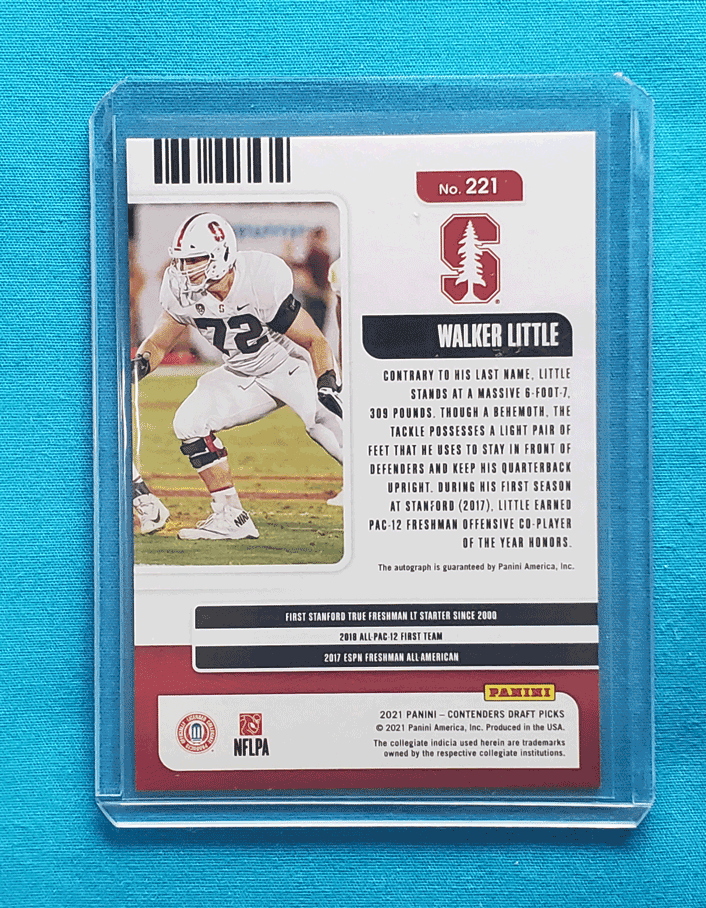 No. 221
S
WALKER LITTLE
CONTRARY TO HIS LAST NAME, LITTLE
STANDS AT A MASSIVE 6-FOOT-7,
309 POUNDS. THOUGH A BEHEMOTH, THE
TACKLE POSSESSES A LIGHT PAIR OF
FEET THAT HE USES TO STAY IN FRONT OF
DEFENDERS AND KEEP HIS QUARTERBACK
UPRIGHT. DURING HIS FIRST SEASON
AT STANFORD (2017), LITTLE EARNED
PAC-12 FRESHMAN OFFENSIVE CO-PLAYER
OF THE YEAR HONORS.
The autograph is guaranteed by Panini America, Inc.
72
FIRST STANFORD TRUE FRESHMAN LT STARTER SINCE 2000
2018 ALL-PAC-12 FIRST TEAM
2017 ESPN FRESHMAN ALL-AMERICAN
PANINI
NFLPA
2021 PANINI – CONTENDERS DRAFT PICKS
© 2021 Panini America, Inc. Produced in the USA.
The collegiate indicia used herein are trademarks
owned by the respective collegiate institutions.